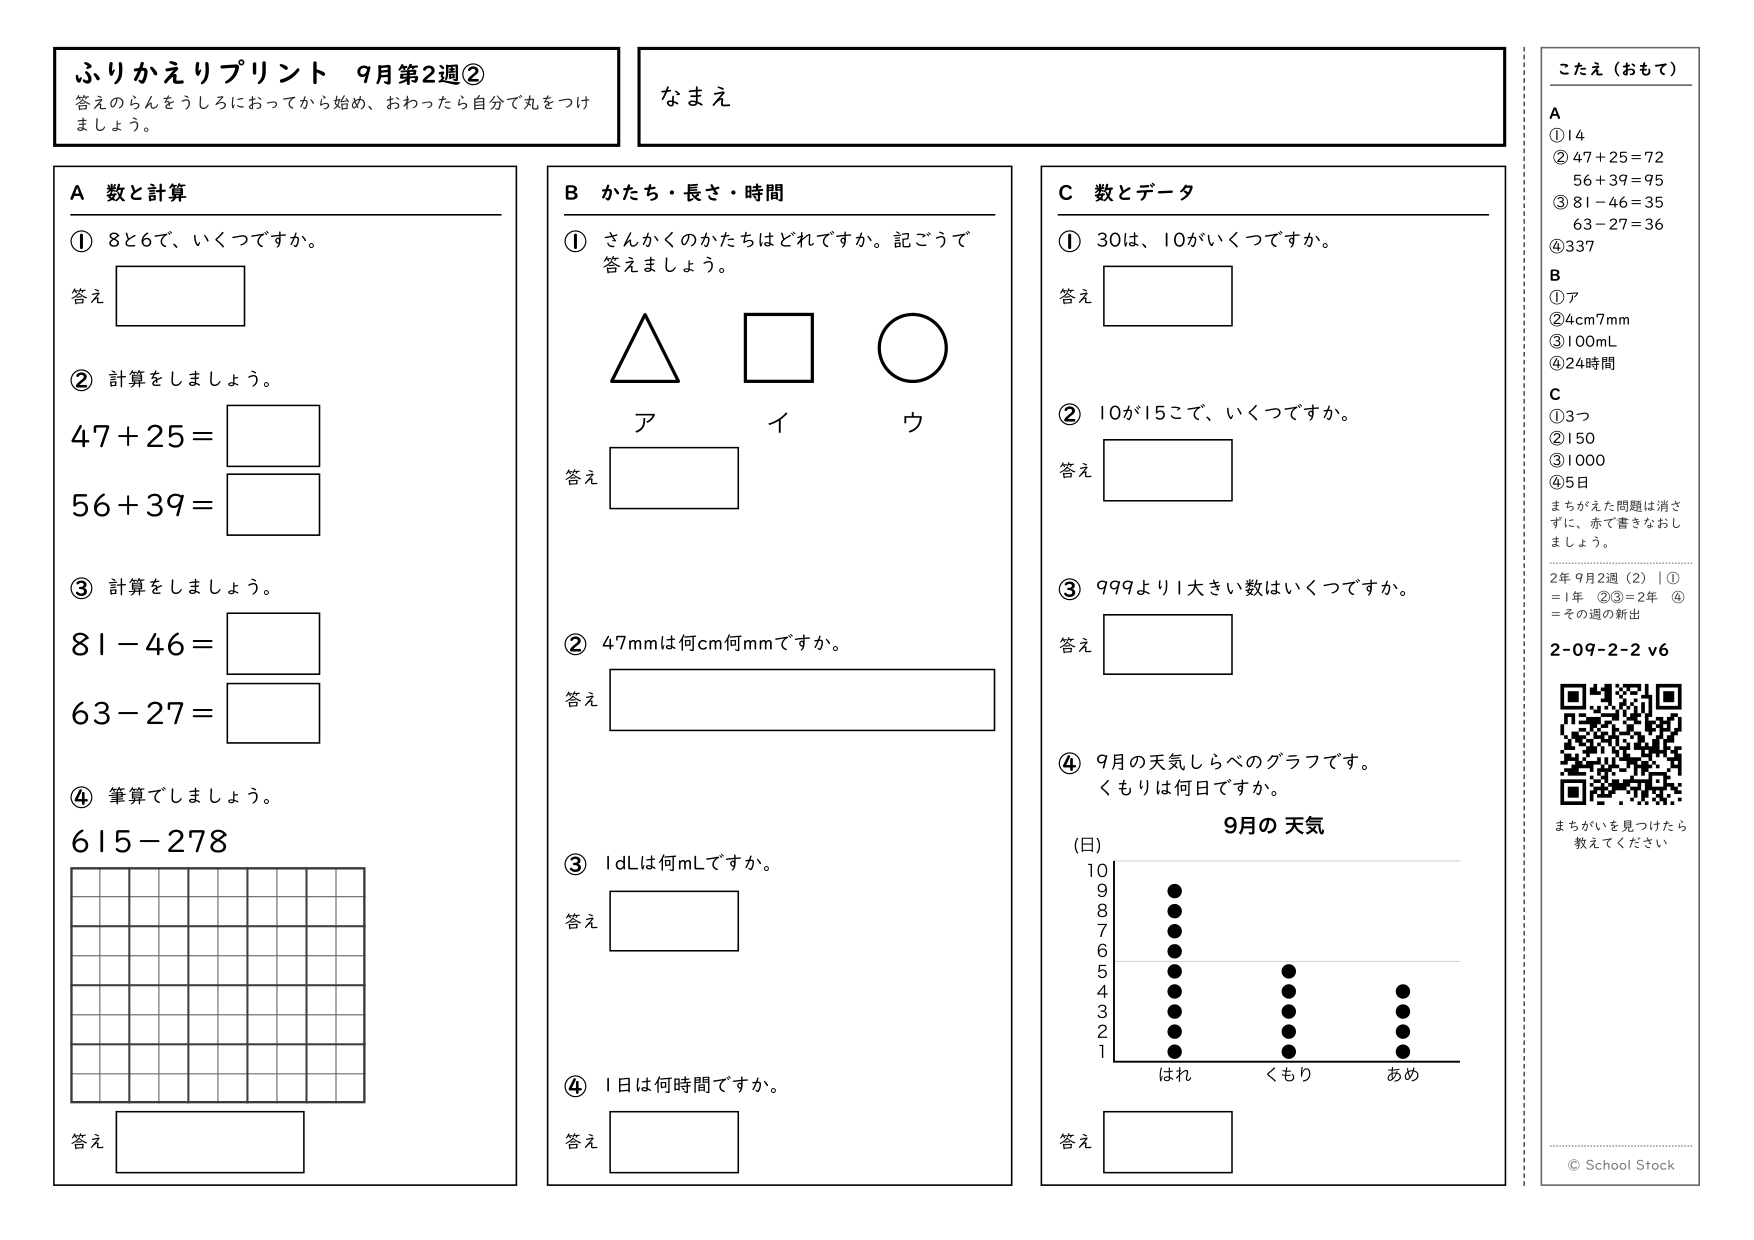 ふりかえりプリント　9月第2週②
答えのらんをうしろにおってから始め、おわったら自分で丸をつけ
ましょう。
なまえ
A　数と計算
① 8と6で、いくつですか。
答え
② 計算をしましょう。
47＋25＝
56＋39＝
③ 計算をしましょう。
81－46＝
63－27＝
④ 筆算でしましょう。
615－278
答え
B　かたち・長さ・時間
① さんかくのかたちはどれですか。記ごうで
答えましょう。
ア　イ　ウ
答え
② 47mmは何cm何mmですか。
答え
③ 1dLは何mLですか。
答え
④ 1日は何時間ですか。
答え
C　数とデータ
① 30は、10がいくつですか。
答え
② 10が15こで、いくつですか。
答え
③ 999より1大きい数はいくつですか。
答え
④ 9月の天気しらべのグラフです。
くもりは何日ですか。
9月の 天気
(日)
10
9
8
7
6
5
4
3
2
1
はれ　くもり　あめ
答え
こたえ（おもて）
A
①14
②47＋25＝72
56＋39＝95
③81－46＝35
63－27＝36
④337
B
①ア
②4cm7mm
③100mL
④24時間
C
①3つ
②150
③1000
④5日
まちがえた問題は消さ
ずに、赤で書きなおし
ましょう。
2年 9月2週（2）｜①
＝1年　②③＝2年　④
＝その週の新出
2-09-2-2 v6
まちがいを見つけたら
教えてください
© School Stock